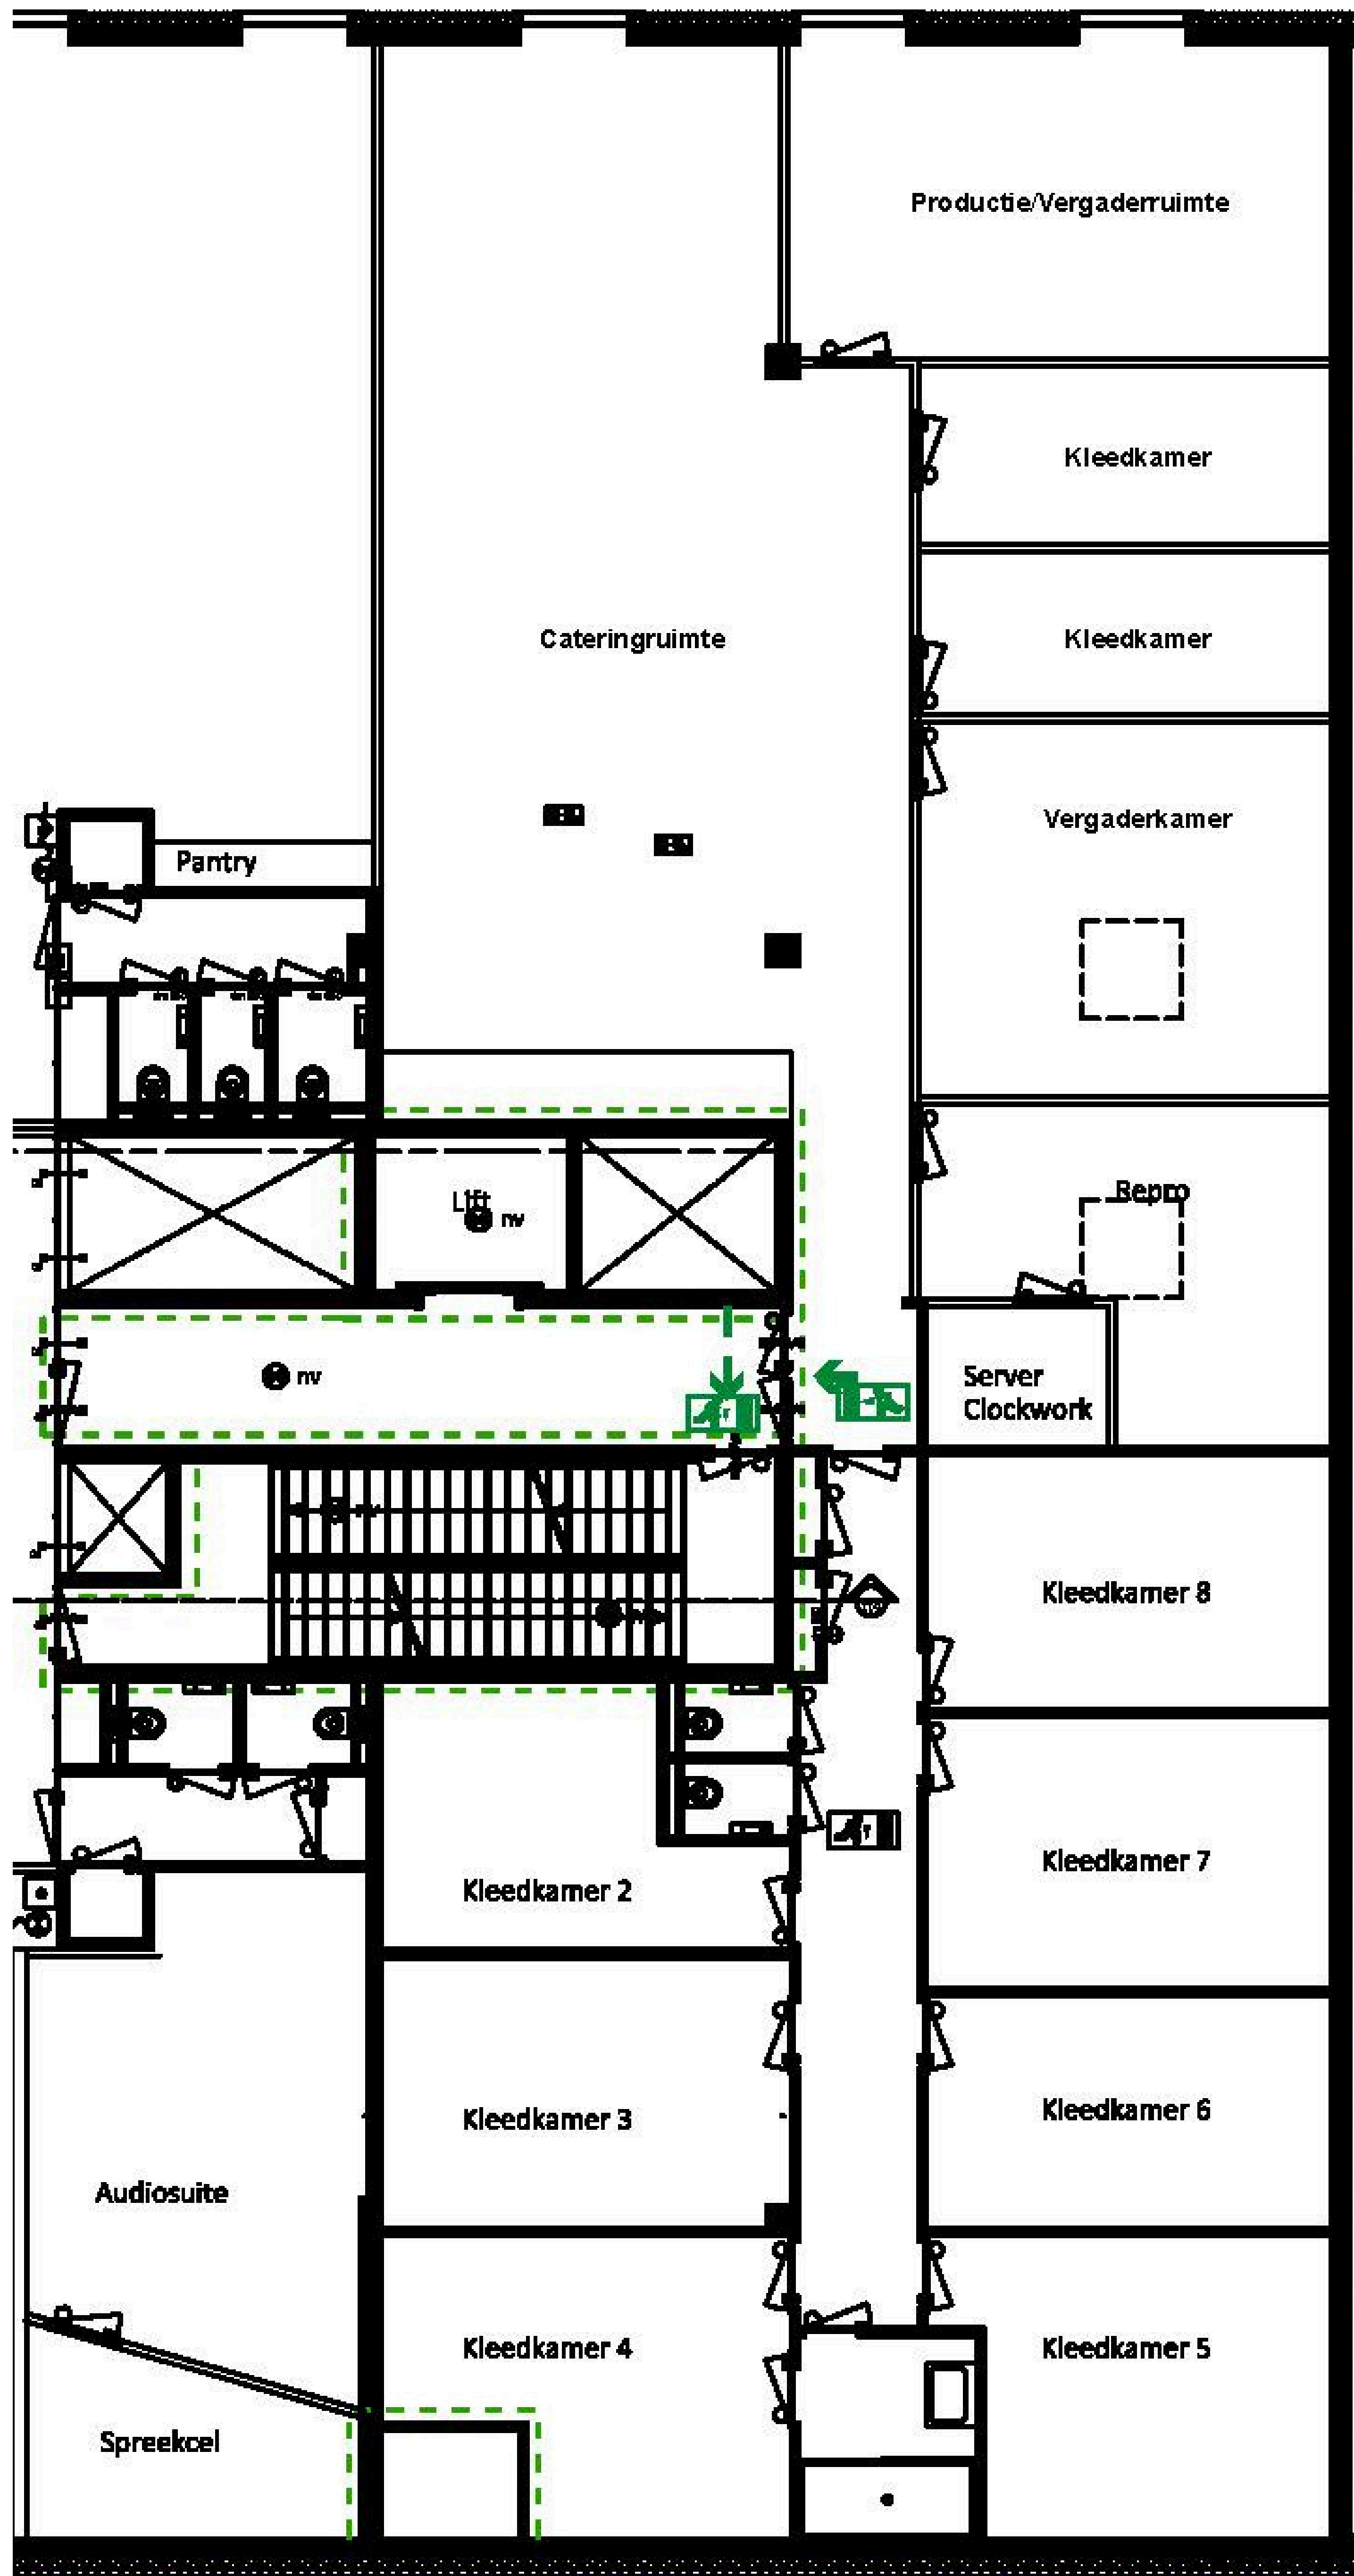 Productie/Vergaderruimte
Kleedkamer
Cateringruimte
Kleedkamer
Vergaderkamer
Pantry
Repro
Lift
nv
nv
Server
Clockwork
Kleedkamer 8
Kleedkamer 7
Kleedkamer 2
Kleedkamer 6
Kleedkamer 3
Audiosuite
Kleedkamer 4
Kleedkamer 5
Spreekcel